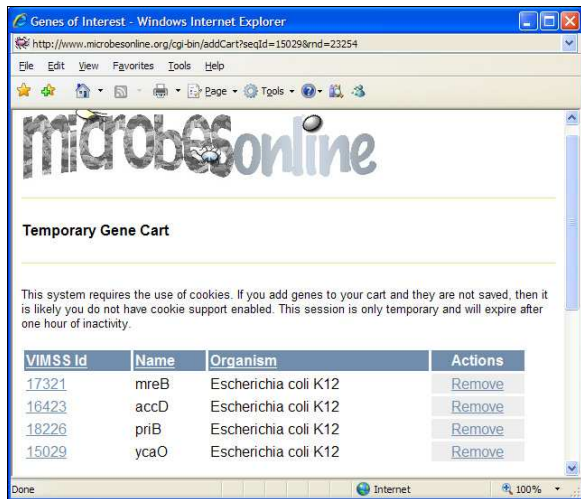 Genes of Interest - Windows Internet Explorer
http://www.microbesonline.org/cgi-bin/addCart?seqId=15029&rnd=23254
File Edit View Favorites Tools Help
Page Tools
microbesonline
Temporary Gene Cart
This system requires the use of cookies. If you add genes to your cart and they are not saved, then it
is likely you do not have cookie support enabled. This session is only temporary and will expire after
one hour of inactivity.
VIMSS Id Name Organism Actions
17321 mreB Escherichia coli K12 Remove
16423 accD Escherichia coli K12 Remove
18226 priB Escherichia coli K12 Remove
15029 ycaO Escherichia coli K12 Remove
Done Internet 100%